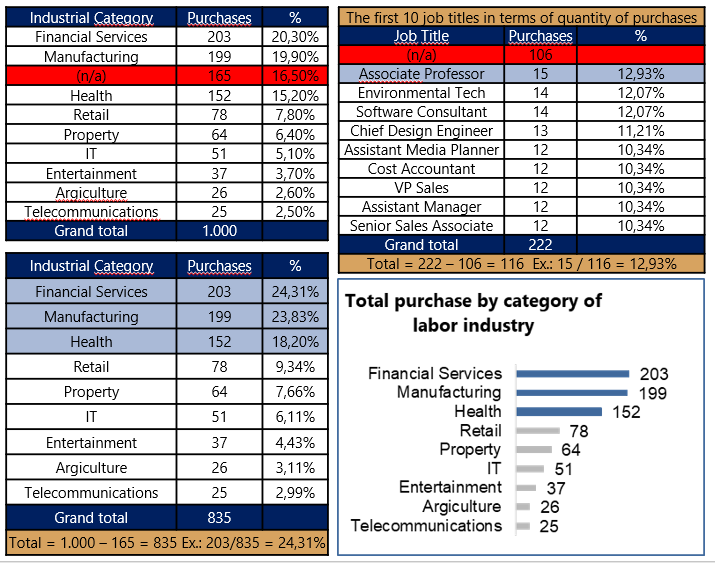 Industrial Category Purchases %
Financial Services 203 20,30%
Manufacturing 199 19,90%
(n/a) 165 16,50%
Health 152 15,20%
Retail 78 7,80%
Property 64 6,40%
IT 51 5,10%
Entertainment 37 3,70%
Argiculture 26 2,60%
Telecommunications 25 2,50%
Grand total 1.000
The first 10 job titles in terms of quantity of purchases
Job Title Purchases %
(n/a) 106
Associate Professor 15 12,93%
Environmental Tech 14 12,07%
Software Consultant 14 12,07%
Chief Design Engineer 13 11,21%
Assistant Media Planner 12 10,34%
Cost Accountant 12 10,34%
VP Sales 12 10,34%
Assistant Manager 12 10,34%
Senior Sales Associate 12 10,34%
Grand total 222
Total = 222 – 106 = 116 Ex.: 15 / 116 = 12,93%
Industrial Category Purchases %
Financial Services 203 24,31%
Manufacturing 199 23,83%
Health 152 18,20%
Retail 78 9,34%
Property 64 7,66%
IT 51 6,11%
Entertainment 37 4,43%
Argiculture 26 3,11%
Telecommunications 25 2,99%
Grand total 835
Total = 1.000 – 165 = 835 Ex.: 203/835 = 24,31%
Total purchase by category of
labor industry
Financial Services 203
Manufacturing 199
Health 152
Retail 78
Property 64
IT 51
Entertainment 37
Argiculture 26
Telecommunications 25